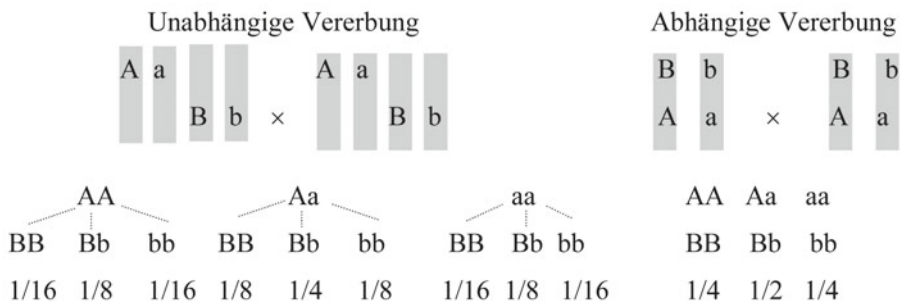 Unabhängige Vererbung Abhängige Vererbung
A a A a B b B b
B b × B b A a × A a
AA Aa aa AA Aa aa
BB Bb bb BB Bb bb BB Bb bb BB Bb bb
1/16 1/8 1/16 1/8 1/4 1/8 1/16 1/8 1/16 1/4 1/2 1/4